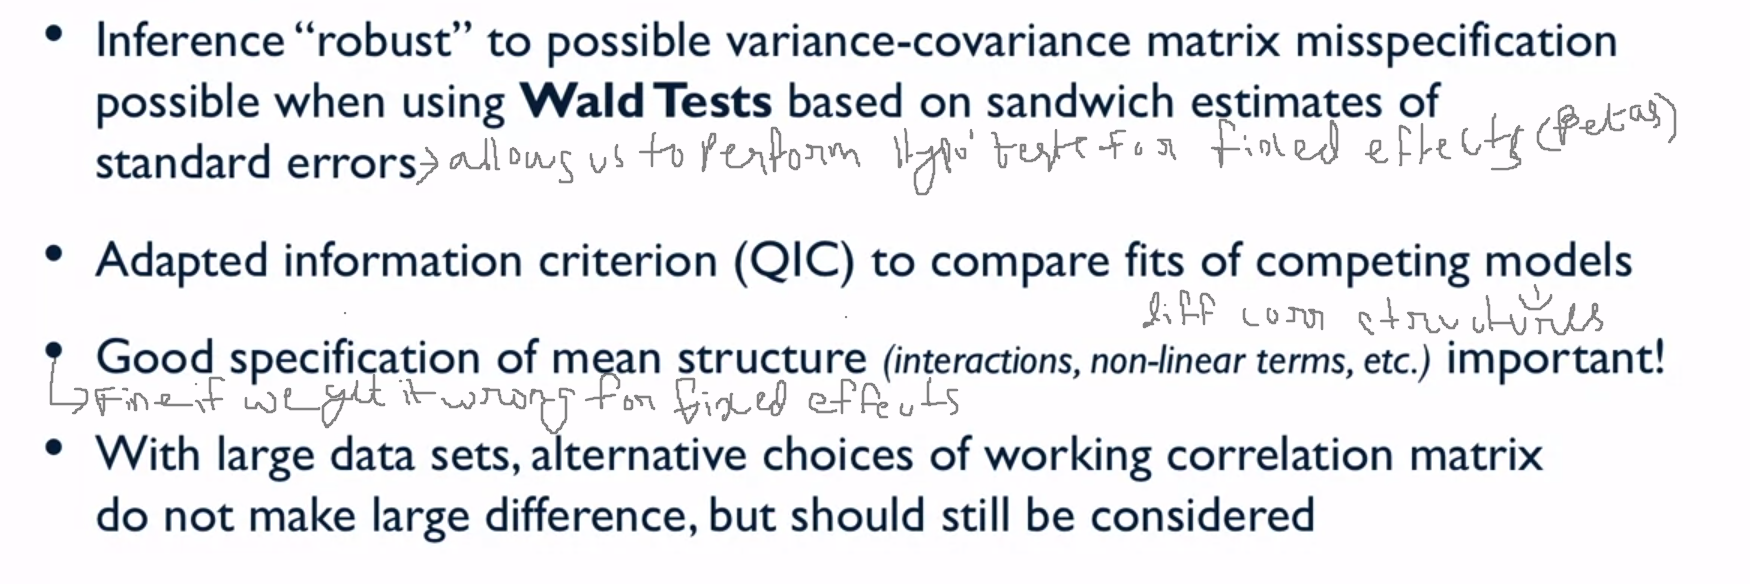 • Inference “robust” to possible variance-covariance matrix misspecification
possible when using Wald Tests based on sandwich estimates of
standard errors→ allows us to perform Hypo' tests for fixed effects (Betas)
• Adapted information criterion (QIC) to compare fits of competing models
diff corr structures
• Good specification of mean structure (interactions, non-linear terms, etc.) important!
↳ Fine if we get it wrong for fixed effects
• With large data sets, alternative choices of working correlation matrix
do not make large difference, but should still be considered